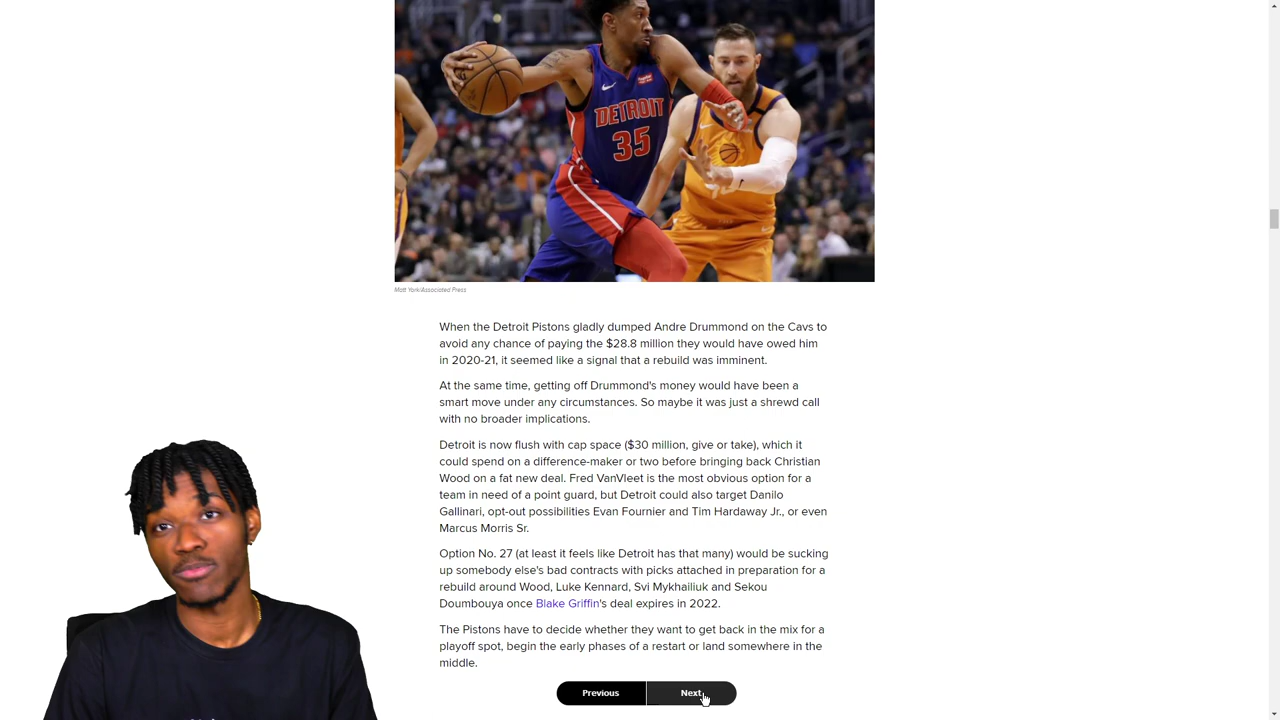 DETROIT
35
Matt York/Associated Press
When the Detroit Pistons gladly dumped Andre Drummond on the Cavs to
avoid any chance of paying the $28.8 million they would have owed him
in 2020-21, it seemed like a signal that a rebuild was imminent.
At the same time, getting off Drummond's money would have been a
smart move under any circumstances. So maybe it was just a shrewd call
with no broader implications.
Detroit is now flush with cap space ($30 million, give or take), which it
could spend on a difference-maker or two before bringing back Christian
Wood on a fat new deal. Fred VanVleet is the most obvious option for a
team in need of a point guard, but Detroit could also target Danilo
Gallinari, opt-out possibilities Evan Fournier and Tim Hardaway Jr., or even
Marcus Morris Sr.
Option No. 27 (at least it feels like Detroit has that many) would be sucking
up somebody else's bad contracts with picks attached in preparation for a
rebuild around Wood, Luke Kennard, Svi Mykhailiuk and Sekou
Doumbouya once Blake Griffin's deal expires in 2022.
The Pistons have to decide whether they want to get back in the mix for a
playoff spot, begin the early phases of a restart or land somewhere in the
middle.
Previous
Next